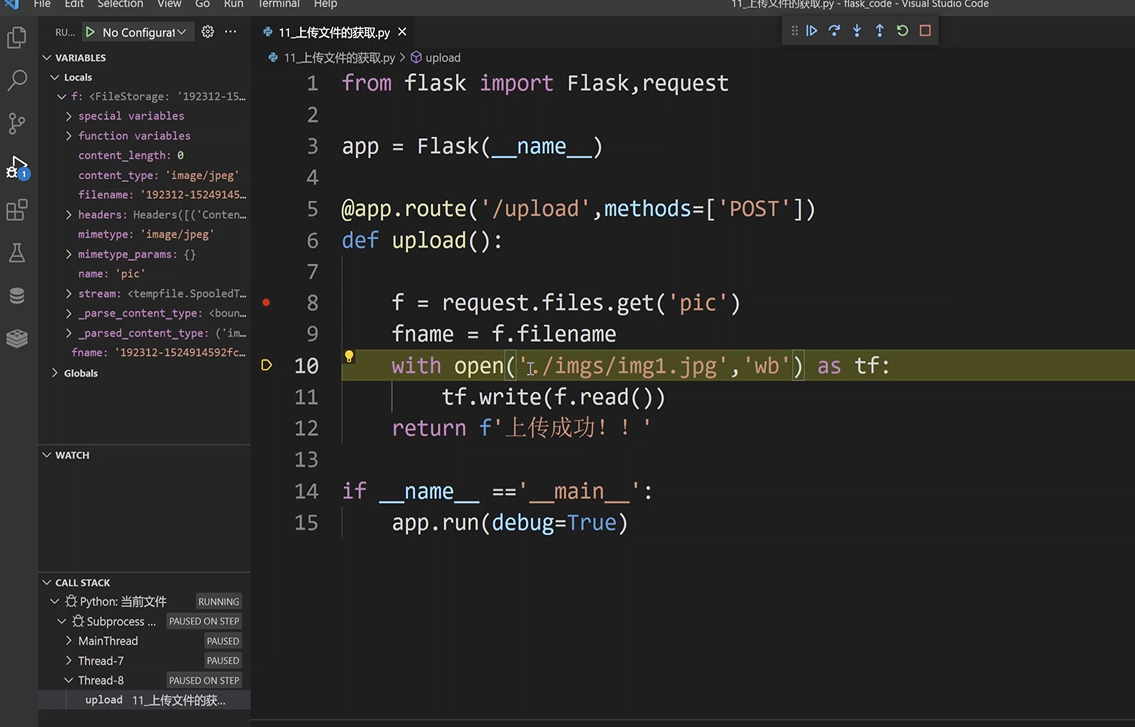 File Edit Selection View Go Run Terminal Help 11_上传文件的获取.py - flask_code - Visual Studio Code
RU... No Configurat
11_上传文件的获取.py
11_上传文件的获取.py > upload
VARIABLES
Locals
f: <FileStorage: '192312-15...
special variables
function variables
content_length: 0
content_type: 'image/jpeg'
filename: '192312-15249145...
headers: Headers([('Conten...
mimetype: 'image/jpeg'
mimetype_params: {}
name: 'pic'
stream: <tempfile.SpooledT...
_parse_content_type: <boun...
_parsed_content_type: ('im...
fname: '192312-1524914592fc...
Globals
WATCH
CALL STACK
Python: 当前文件 RUNNING
Subprocess ... PAUSED ON STEP
MainThread PAUSED
Thread-7 PAUSED
Thread-8 PAUSED ON STEP
upload 11_上传文件的获...
1
1 from flask import Flask,request
2
3 app = Flask(__name__)
4
5 @app.route('/upload',methods=['POST'])
6 def upload():
7
8 f = request.files.get('pic')
9 fname = f.filename
10 with open('./imgs/img1.jpg','wb') as tf:
11 tf.write(f.read())
12 return f'上传成功！！'
13
14 if __name__ =='__main__':
15 app.run(debug=True)